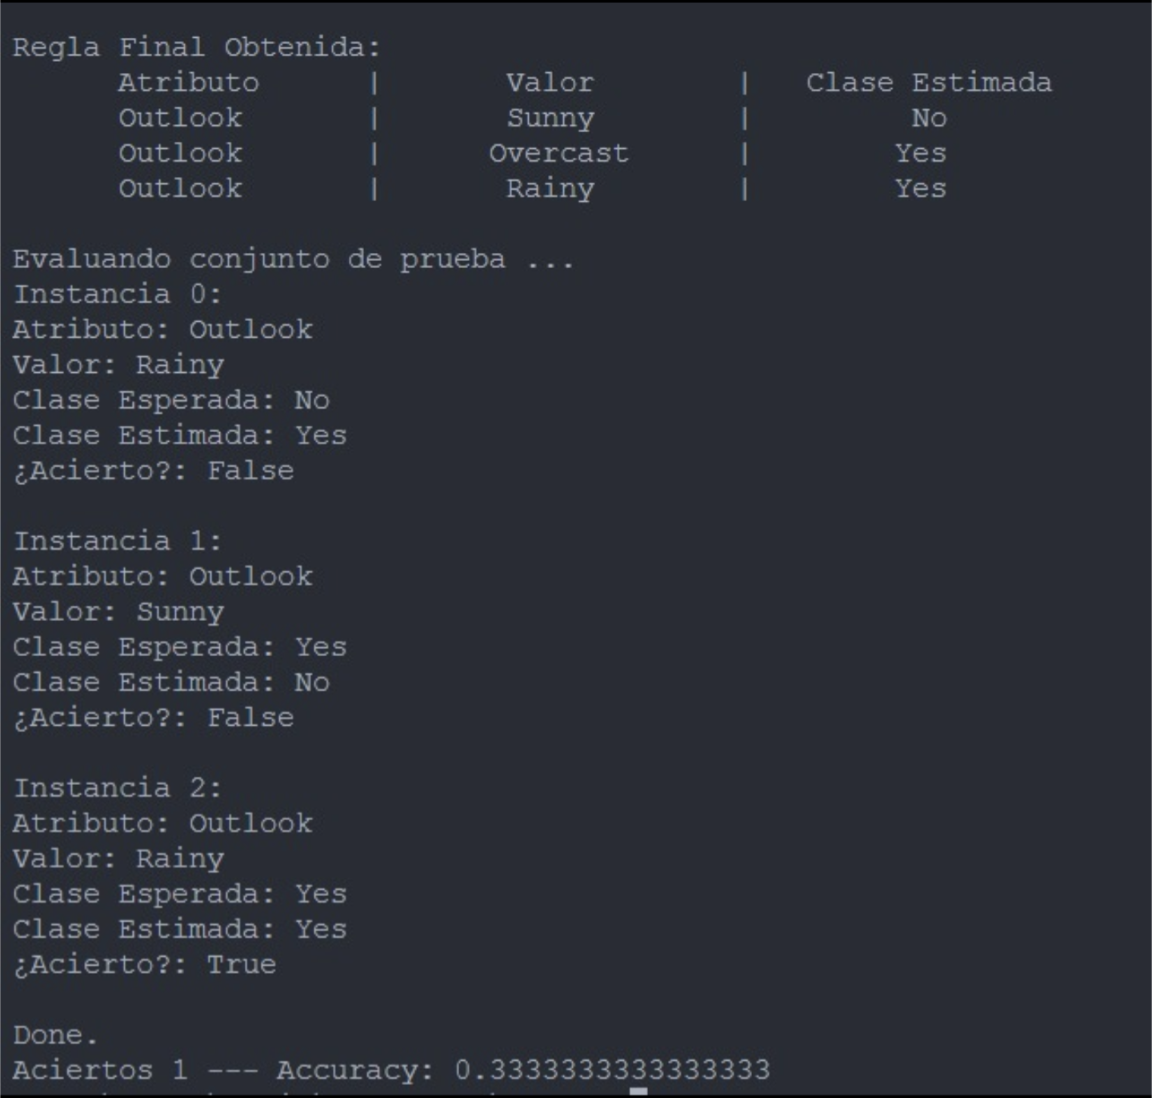 Regla Final Obtenida:
Atributo | Valor | Clase Estimada
Outlook | Sunny | No
Outlook | Overcast | Yes
Outlook | Rainy | Yes
Evaluando conjunto de prueba ...
Instancia 0:
Atributo: Outlook
Valor: Rainy
Clase Esperada: No
Clase Estimada: Yes
¿Acierto?: False
Instancia 1:
Atributo: Outlook
Valor: Sunny
Clase Esperada: Yes
Clase Estimada: No
¿Acierto?: False
Instancia 2:
Atributo: Outlook
Valor: Rainy
Clase Esperada: Yes
Clase Estimada: Yes
¿Acierto?: True
Done.
Aciertos 1 --- Accuracy: 0.3333333333333333